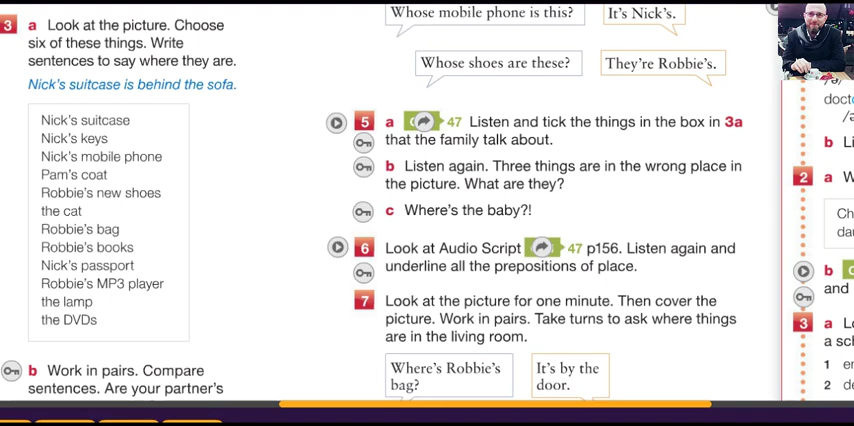 3 a Look at the picture. Choose
six of these things. Write
sentences to say where they are.
Nick's suitcase is behind the sofa.
Nick's suitcase
Nick's keys
Nick's mobile phone
Pam's coat
Robbie's new shoes
the cat
Robbie's bag
Robbie's books
Nick's passport
Robbie's MP3 player
the lamp
the DVDs
b Work in pairs. Compare
sentences. Are your partner's
Whose mobile phone is this?
It's Nick's.
Whose shoes are these?
They're Robbie's.
5 a 47 Listen and tick the things in the box in 3a
that the family talk about.
b Listen again. Three things are in the wrong place in
the picture. What are they?
c Where's the baby?!
6 Look at Audio Script 47 p156. Listen again and
underline all the prepositions of place.
7 Look at the picture for one minute. Then cover the
picture. Work in pairs. Take turns to ask where things
are in the living room.
Where's Robbie's
bag?
It's by the
door.
b Li
2 a W
Ch
da
b
and
3 a
a
1
2